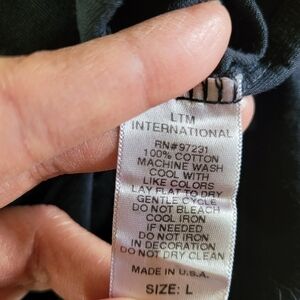 LTM
INTERNATIONAL
RN#97231
100% COTTON
MACHINE WASH
COOL WITH
LIKE COLORS
LAY FLAT TO DRY
GENTLE CYCLE
DO NOT BLEACH
COOL IRON
IF NEEDED
DO NOT IRON
IN DECORATION
DO NOT DRY CLEAN
MADE IN U.S.A.
SIZE: L